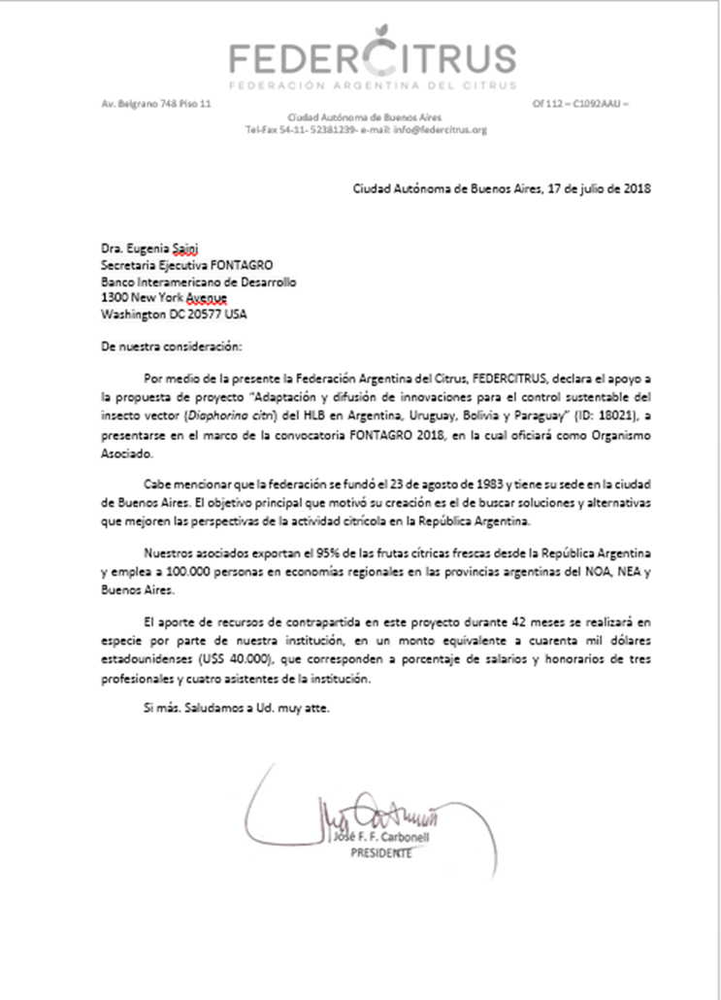 FEDERCITRUS
FEDERACIÓN ARGENTINA DEL CITRUS
Av. Belgrano 748 Piso 11 Of 112 – C1092AAU –
Ciudad Autónoma de Buenos Aires
Tel-Fax 54-11- 52381239- e-mail: info@federcitrus.org
Ciudad Autónoma de Buenos Aires, 17 de julio de 2018
Dra. Eugenia Saini
Secretaria Ejecutiva FONTAGRO
Banco Interamericano de Desarrollo
1300 New York Avenue
Washington DC 20577 USA
De nuestra consideración:
Por medio de la presente la Federación Argentina del Citrus, FEDERCITRUS, declara el apoyo a
la propuesta de proyecto “Adaptación y difusión de innovaciones para el control sustentable del
insecto vector (Diaphorina citri) del HLB en Argentina, Uruguay, Bolivia y Paraguay” (ID: 18021), a
presentarse en el marco de la convocatoria FONTAGRO 2018, en la cual oficiará como Organismo
Asociado.
Cabe mencionar que la federación se fundó el 23 de agosto de 1983 y tiene su sede en la ciudad
de Buenos Aires. El objetivo principal que motivó su creación es el de buscar soluciones y alternativas
que mejoren las perspectivas de la actividad citrícola en la República Argentina.
Nuestros asociados exportan el 95% de las frutas cítricas frescas desde la República Argentina
y emplea a 100.000 personas en economías regionales en las provincias argentinas del NOA, NEA y
Buenos Aires.
El aporte de recursos de contrapartida en este proyecto durante 42 meses se realizará en
especie por parte de nuestra institución, en un monto equivalente a cuarenta mil dólares
estadounidenses (U$S 40.000), que corresponden a porcentaje de salarios y honorarios de tres
profesionales y cuatro asistentes de la institución.
Si más. Saludamos a Ud. muy atte.
José F. F. Carbonell
PRESIDENTE